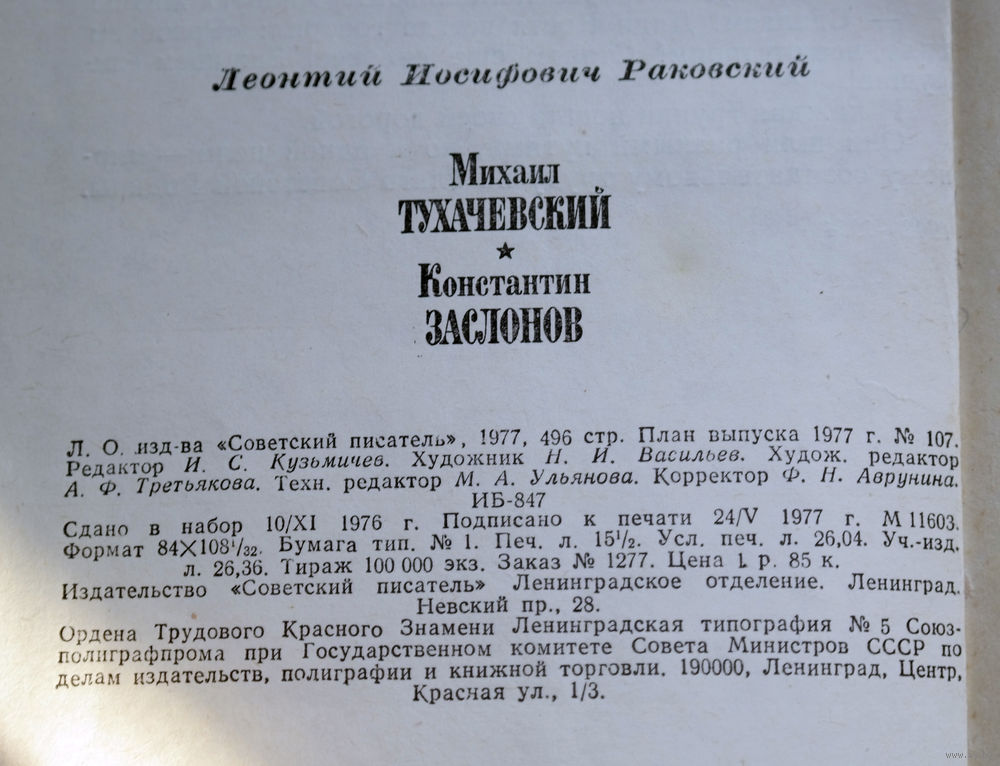 Леонтий Иосифович Раковский
Михаил
ТУХАЧЕВСКИЙ
★
Константин
ЗАСЛОНОВ
Л. О. изд-ва «Советский писатель», 1977, 496 стр. План выпуска 1977 г. № 107.
Редактор И. С. Кузьмичев. Художник Н. И. Васильев. Худож. редактор
А. Ф. Третьякова. Техн. редактор М. А. Ульянова. Корректор Ф. Н. Аврунина.
ИБ-847
Сдано в набор 10/XI 1976 г. Подписано к печати 24/V 1977 г. М 11603.
Формат 84×108¹/₃₂. Бумага тип. № 1. Печ. л. 15¹/₂. Усл. печ. л. 26,04. Уч.-изд.
л. 26,36. Тираж 100 000 экз. Заказ № 1277. Цена 1 р. 85 к.
Издательство «Советский писатель» Ленинградское отделение. Ленинград.
Невский пр., 28.
Ордена Трудового Красного Знамени Ленинградская типография № 5 Союз-
полиграфпрома при Государственном комитете Совета Министров СССР по
делам издательств, полиграфии и книжной торговли. 190000, Ленинград, Центр,
Красная ул., 1/3.